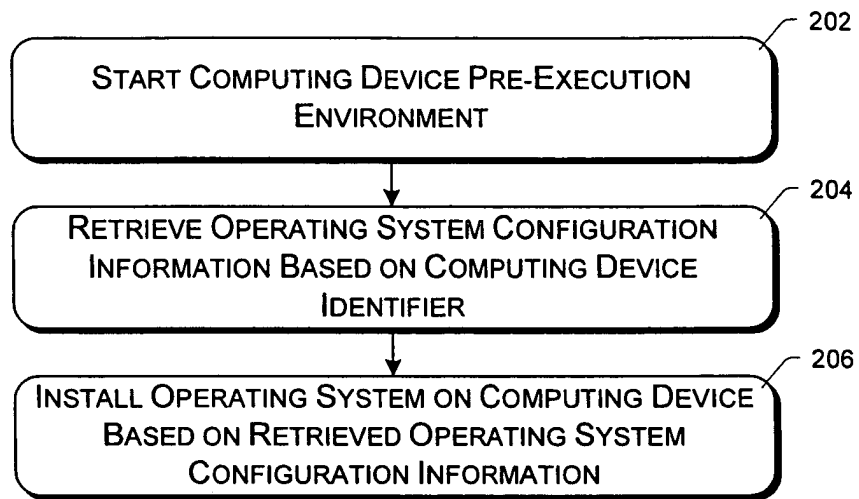 202
START COMPUTING DEVICE PRE-EXECUTION
ENVIRONMENT
204
RETRIEVE OPERATING SYSTEM CONFIGURATION
INFORMATION BASED ON COMPUTING DEVICE
IDENTIFIER
206
INSTALL OPERATING SYSTEM ON COMPUTING DEVICE
BASED ON RETRIEVED OPERATING SYSTEM
CONFIGURATION INFORMATION